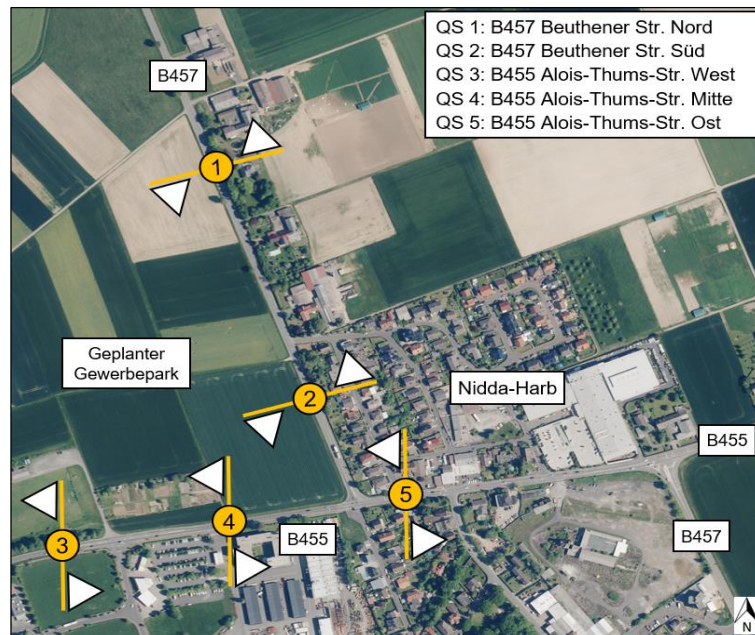 QS 1: B457 Beuthener Str. Nord
QS 2: B457 Beuthener Str. Süd
QS 3: B455 Alois-Thums-Str. West
QS 4: B455 Alois-Thums-Str. Mitte
QS 5: B455 Alois-Thums-Str. Ost
B457
1
Geplanter
Gewerbepark
2
Nidda-Harb
B455
5
4
3
B455
B457
N